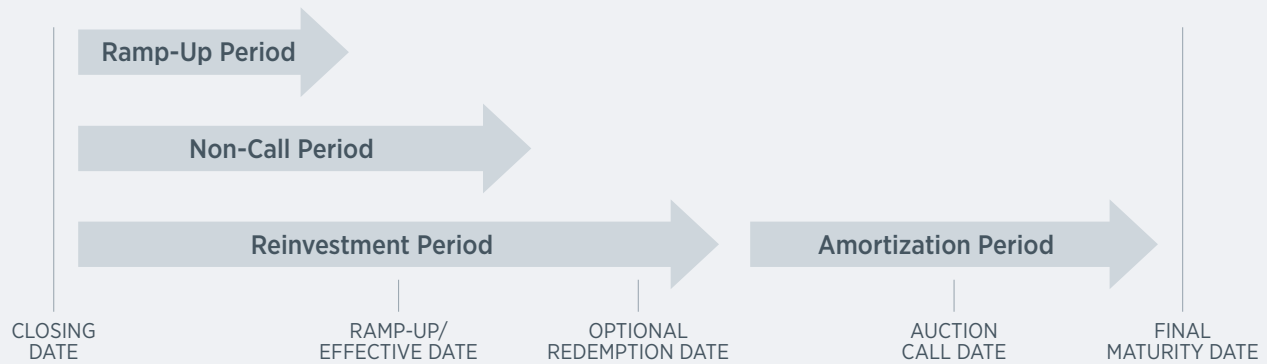 Ramp-Up Period
Non-Call Period
Reinvestment Period
Amortization Period
CLOSING
DATE
RAMP-UP/
EFFECTIVE DATE
OPTIONAL
REDEMPTION DATE
AUCTION
CALL DATE
FINAL
MATURITY DATE